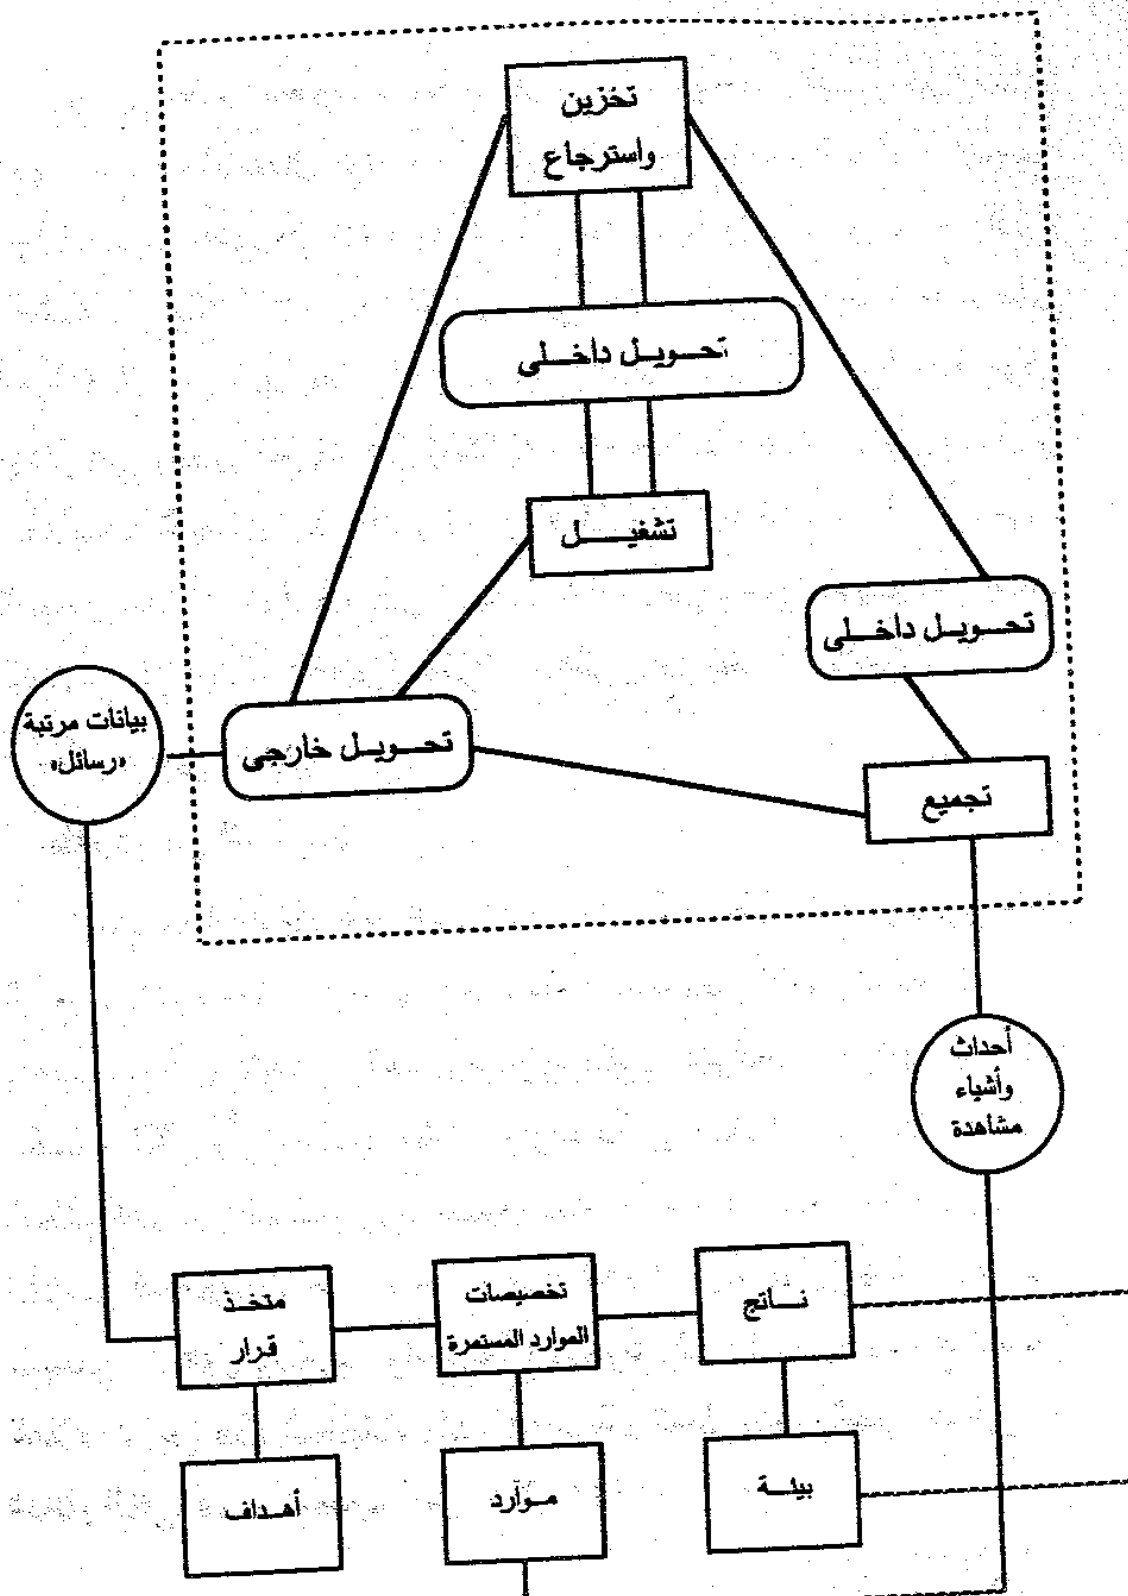 تخزين
واسترجاع
تحويل داخلى
تشغيل
تحويل داخلى
تحويل خارجى
بيانات مرتبة
«رسائل»
تجميع
أحداث
وأشياء
مشاهدة
ناتج
تخصيصات
الموارد المستمرة
متخذ
قرار
بيئة
موارد
أهداف